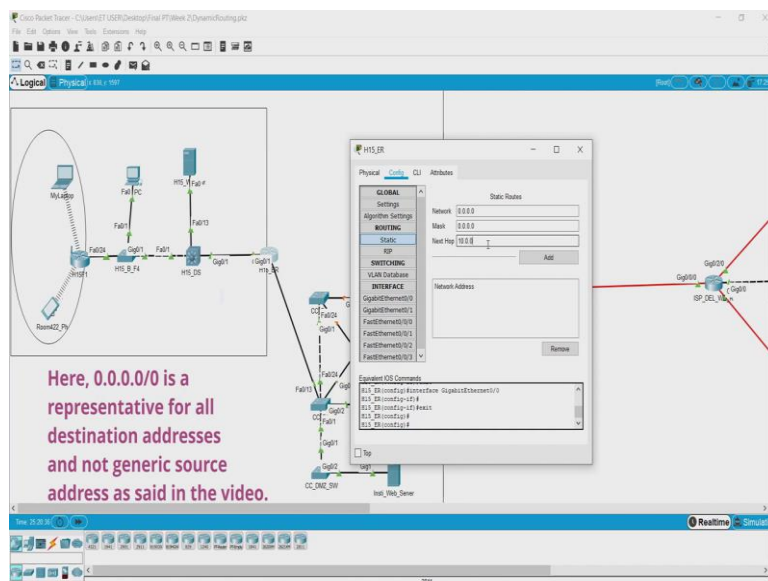 Cisco Packet Tracer - C:\Users\ET USER\Desktop\Final PT\Week 2\DynamicRouting.pkz
File Edit Options View Tools Extensions Help
Logical
Physical
[Root]
H15_ER
Physical Config CLI Attributes
GLOBAL
Settings
Algorithm Settings
ROUTING
Static
RIP
SWITCHING
VLAN Database
INTERFACE
GigabitEthernet0/0
GigabitEthernet0/1
FastEthernet0/0/0
FastEthernet0/0/1
FastEthernet0/0/2
FastEthernet0/0/3
Static Routes
Network 0.0.0.0
Mask 0.0.0.0
Next Hop 10.0.0
Add
Network Address
Remove
Equivalent IOS Commands
H15_ER(config)#interface GigabitEthernet0/0
H15_ER(config-if)#
H15_ER(config-if)#exit
H15_ER(config)#
H15_ER(config)#
Top
MyLaptop
Fa0
PC
Fa0/1
Fa0/24
Gig0/1
Fa0/1
H15_B_F4
Fa0/13
H15_DS
Gig0/1
Gig0/1
CC
Fa0/24
Gig0/1
Fa0/24
Fa0/13
CC
Gig0/2
Fa0/1
Gig0/1
Gig0/2
Gig1
CC_DMZ_SW
Insti_Web_Server
Gig0/2/0
Gig0/0/0
Gig0/0
Here, 0.0.0.0/0 is a
representative for all
destination addresses
and not generic source
address as said in the video.
Realtime